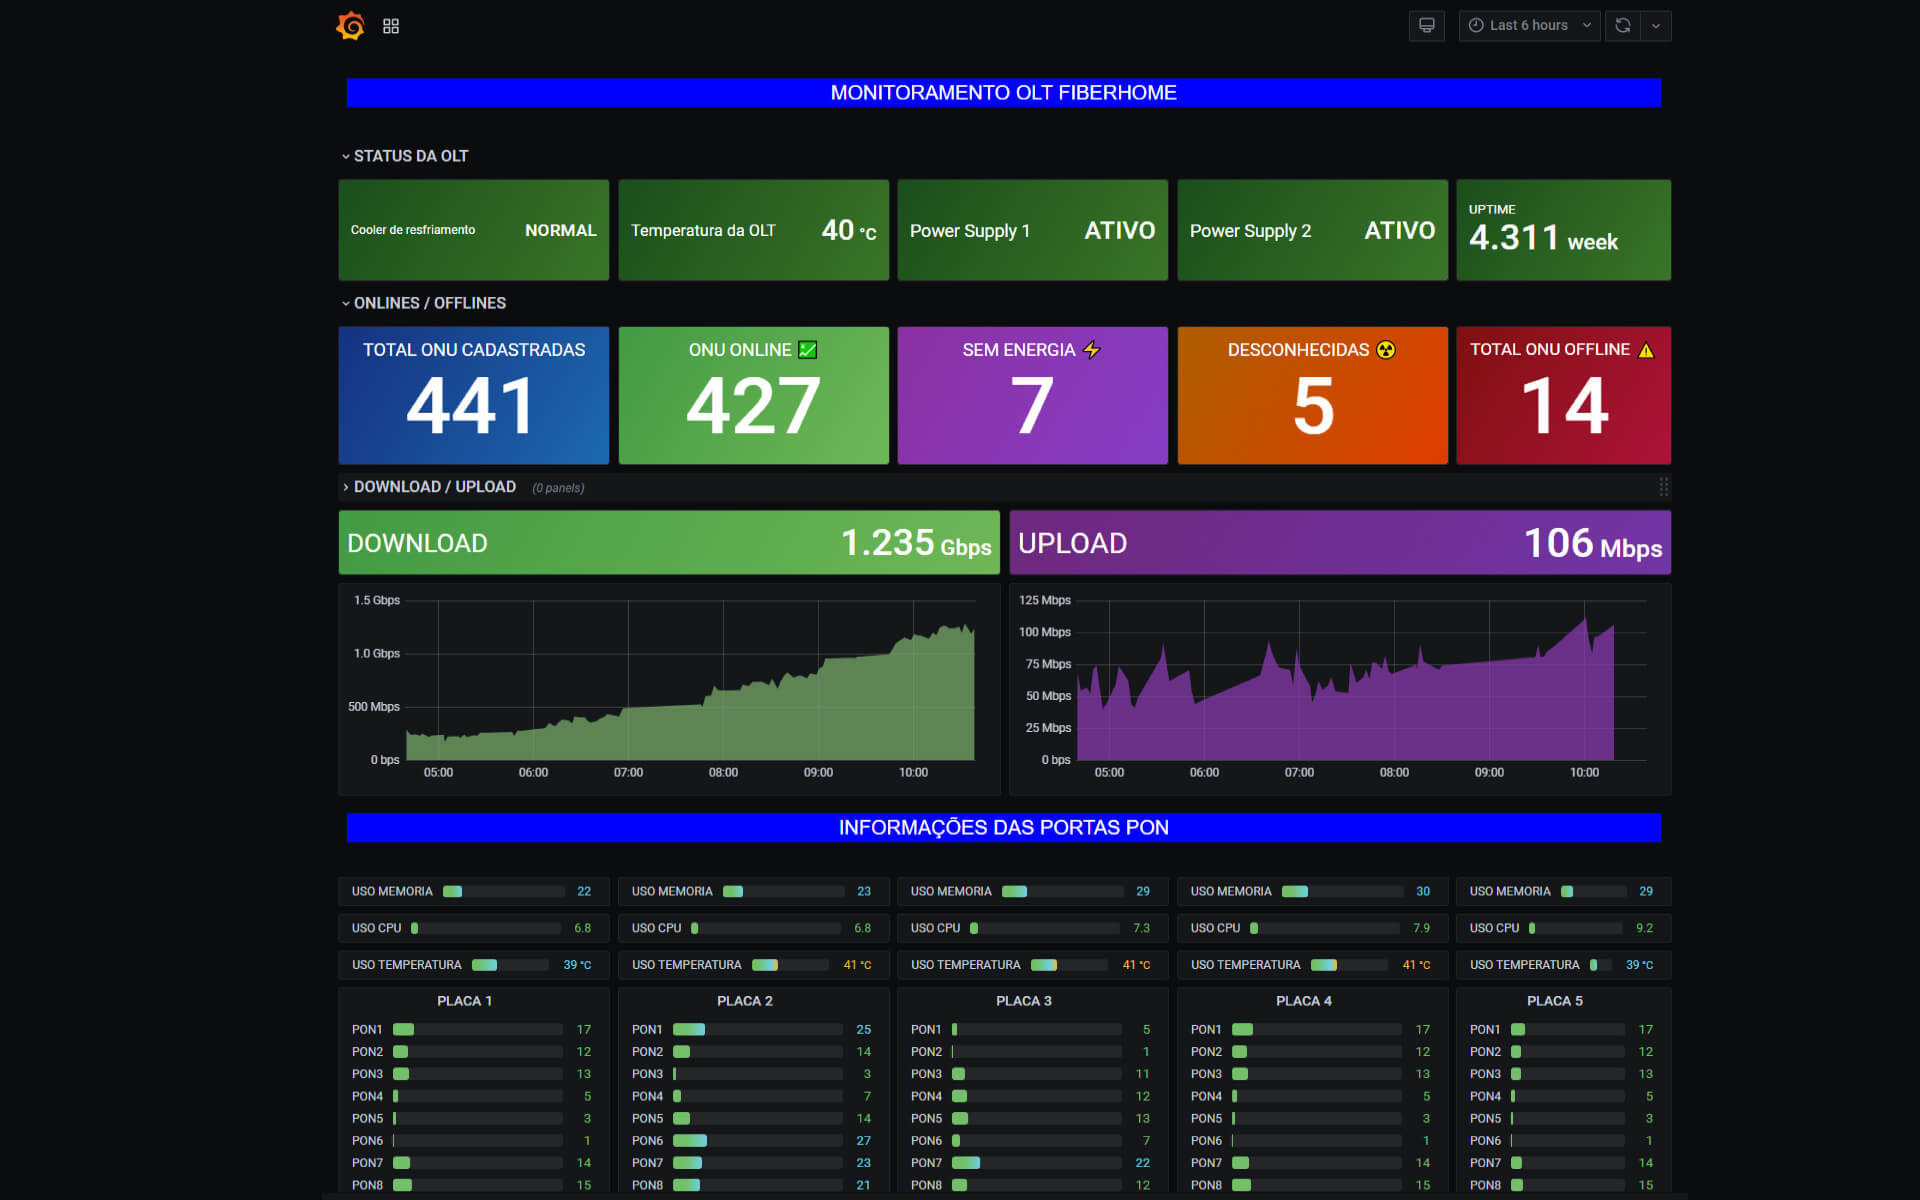 Last 6 hours
MONITORAMENTO OLT FIBERHOME
STATUS DA OLT
Cooler de resfriamento NORMAL
Temperatura da OLT 40 °C
Power Supply 1 ATIVO
Power Supply 2 ATIVO
UPTIME
4.311 week
ONLINES / OFFLINES
TOTAL ONU CADASTRADAS
441
ONU ONLINE
427
SEM ENERGIA
7
DESCONHECIDAS
5
TOTAL ONU OFFLINE
14
DOWNLOAD / UPLOAD (0 panels)
DOWNLOAD 1.235 Gbps
UPLOAD 106 Mbps
1.5 Gbps
1.0 Gbps
500 Mbps
0 bps
05:00 06:00 07:00 08:00 09:00 10:00
125 Mbps
100 Mbps
75 Mbps
50 Mbps
25 Mbps
0 bps
05:00 06:00 07:00 08:00 09:00 10:00
INFORMAÇÕES DAS PORTAS PON
USO MEMORIA 22 USO MEMORIA 23 USO MEMORIA 29 USO MEMORIA 30 USO MEMORIA 29
USO CPU 6.8 USO CPU 6.8 USO CPU 7.3 USO CPU 7.9 USO CPU 9.2
USO TEMPERATURA 39 °C USO TEMPERATURA 41 °C USO TEMPERATURA 41 °C USO TEMPERATURA 41 °C USO TEMPERATURA 39 °C
PLACA 1
PON1 17
PON2 12
PON3 13
PON4 5
PON5 3
PON6 1
PON7 14
PON8 15
PLACA 2
PON1 25
PON2 14
PON3 3
PON4 7
PON5 14
PON6 27
PON7 23
PON8 21
PLACA 3
PON1 5
PON2 1
PON3 11
PON4 12
PON5 13
PON6 7
PON7 22
PON8 12
PLACA 4
PON1 17
PON2 12
PON3 13
PON4 5
PON5 3
PON6 1
PON7 14
PON8 15
PLACA 5
PON1 17
PON2 12
PON3 13
PON4 5
PON5 3
PON6 1
PON7 14
PON8 15